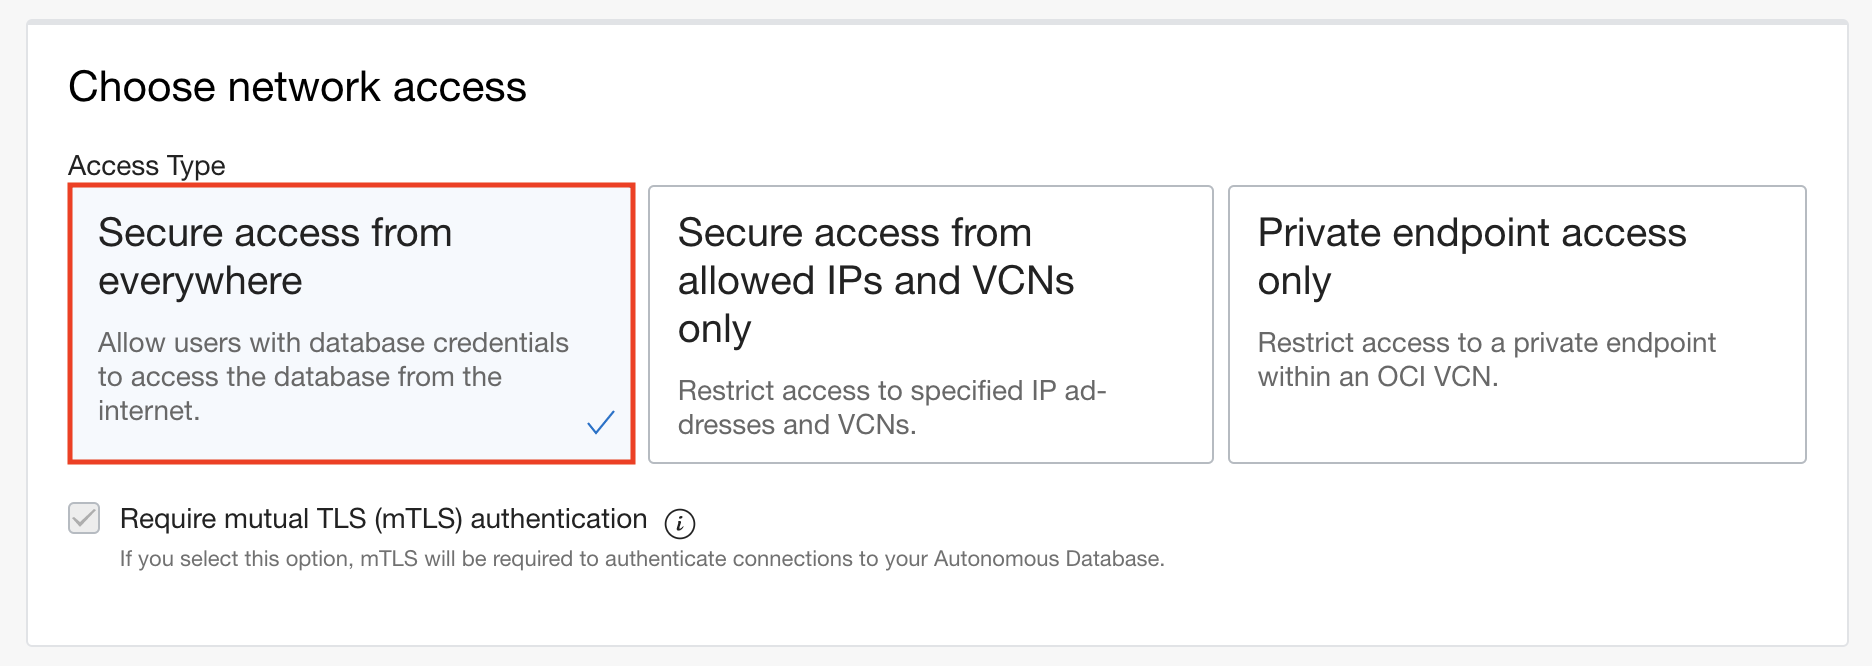 Choose network access
Access Type
Secure access from
everywhere
Allow users with database credentials
to access the database from the
internet.
Secure access from
allowed IPs and VCNs
only
Restrict access to specified IP ad-
dresses and VCNs.
Private endpoint access
only
Restrict access to a private endpoint
within an OCI VCN.
Require mutual TLS (mTLS) authentication
If you select this option, mTLS will be required to authenticate connections to your Autonomous Database.